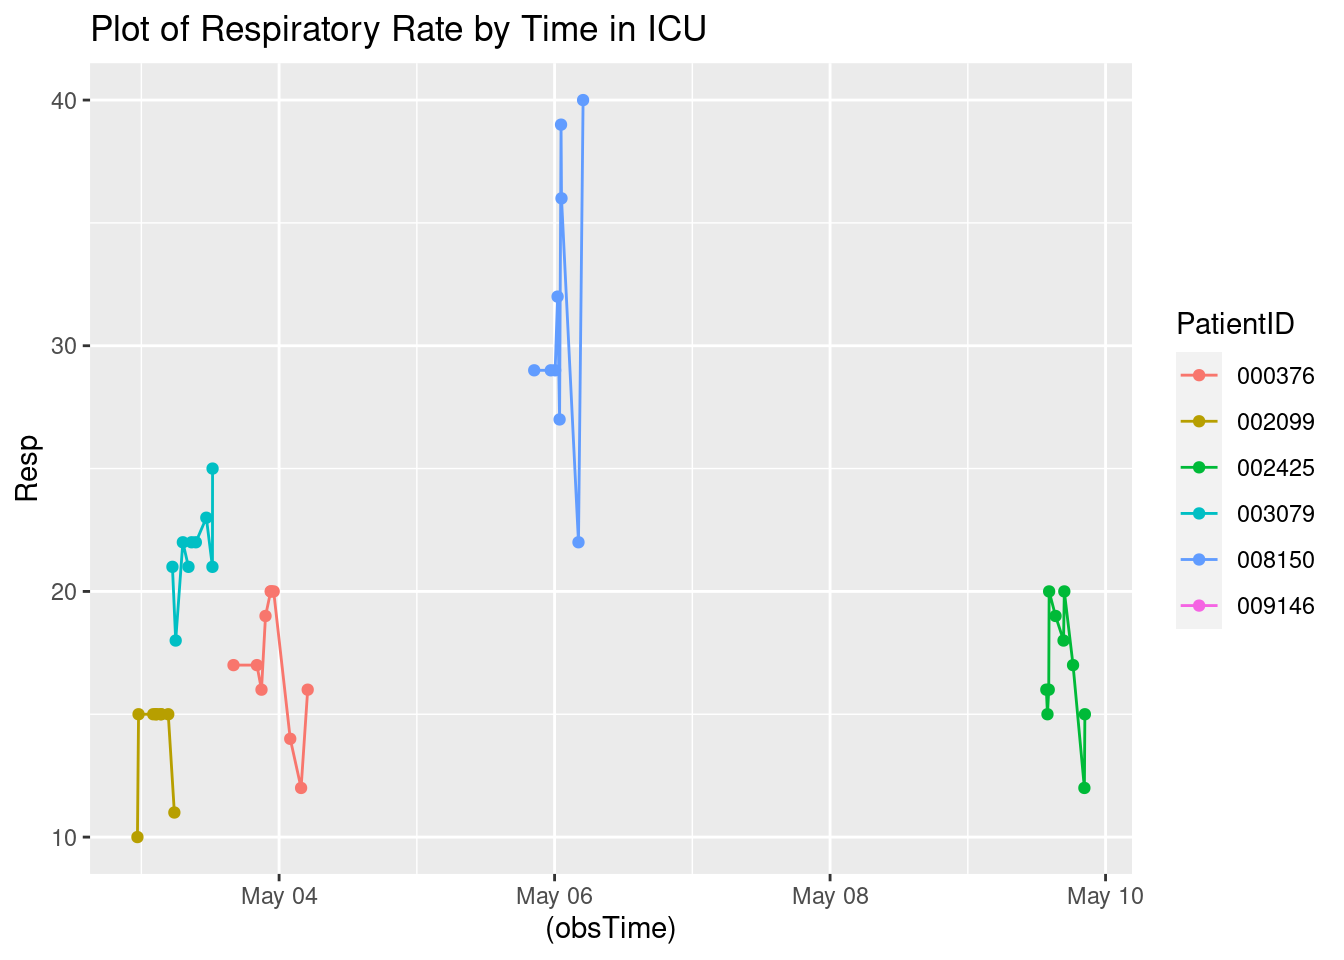 Plot of Respiratory Rate by Time in ICU
40
30
20
10
Resp
May 04
May 06
May 08
May 10
(obsTime)
PatientID
000376
002099
002425
003079
008150
009146